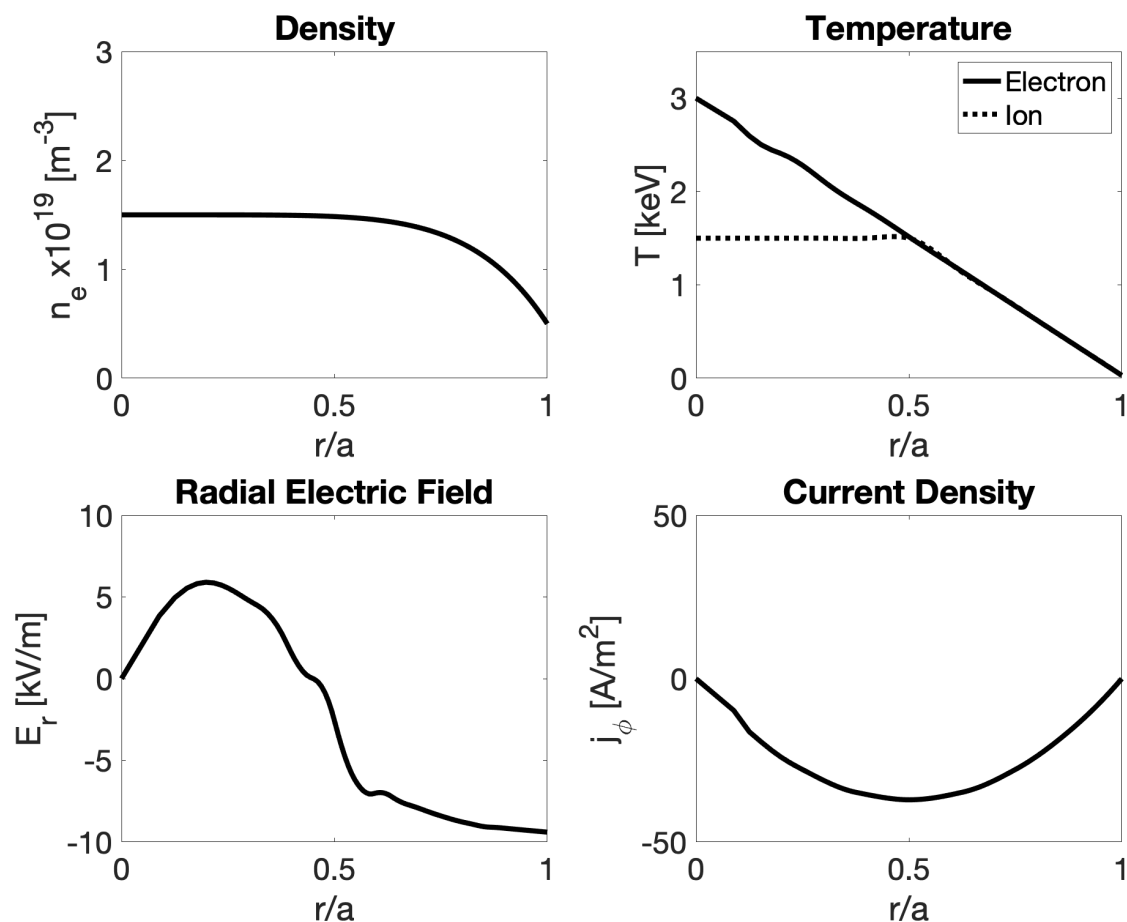 Density
3
2
1
0
n_e x10^19 [m^-3]
0
0.5
1
r/a
Temperature
Electron
Ion
3
2
1
0
T [keV]
0
0.5
1
r/a
Radial Electric Field
10
5
0
-5
-10
E_r [kV/m]
0
0.5
1
r/a
Current Density
50
0
-50
j_ϕ [A/m^2]
0
0.5
1
r/a